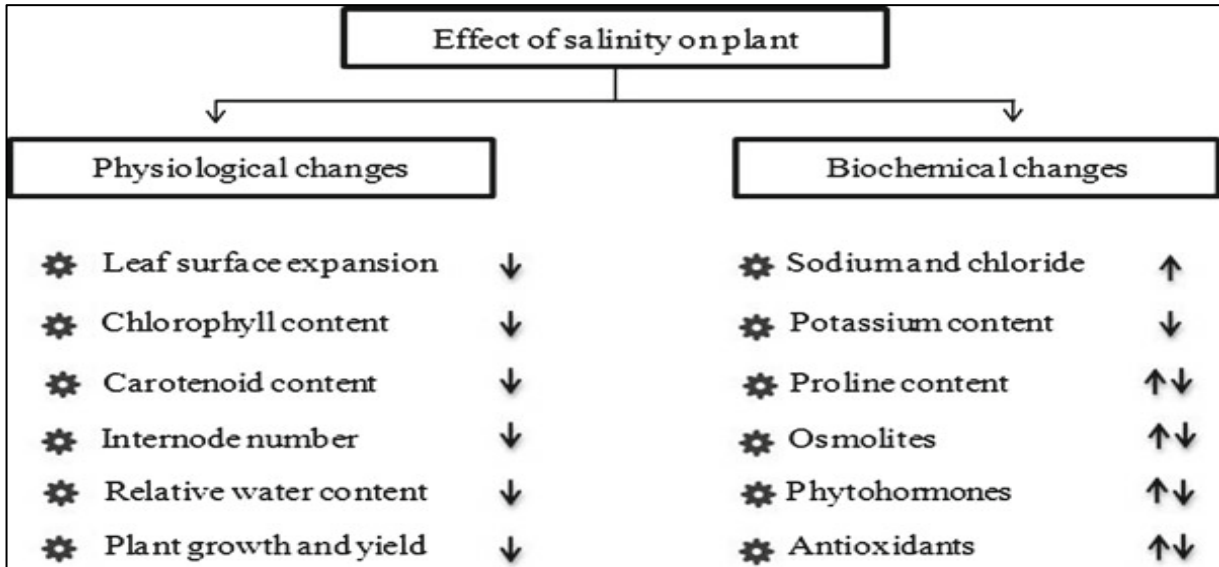 Effect of salinity on plant
Physiological changes
Biochemical changes
Leaf surface expansion ↓
Chlorophyll content ↓
Carotenoid content ↓
Internode number ↓
Relative water content ↓
Plant growth and yield ↓
Sodium and chloride ↑
Potassium content ↓
Proline content ↑↓
Osmolites ↑↓
Phytohormones ↑↓
Antioxidants ↑↓